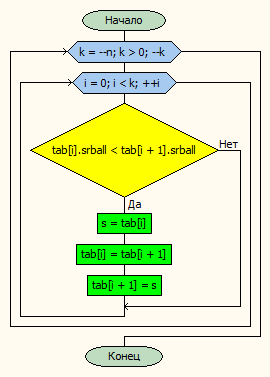 Начало
k = --n; k > 0; --k
i = 0; i < k; ++i
tab[i].srball < tab[i + 1].srball
Нет
Да
s = tab[i]
tab[i] = tab[i + 1]
tab[i + 1] = s
Конец